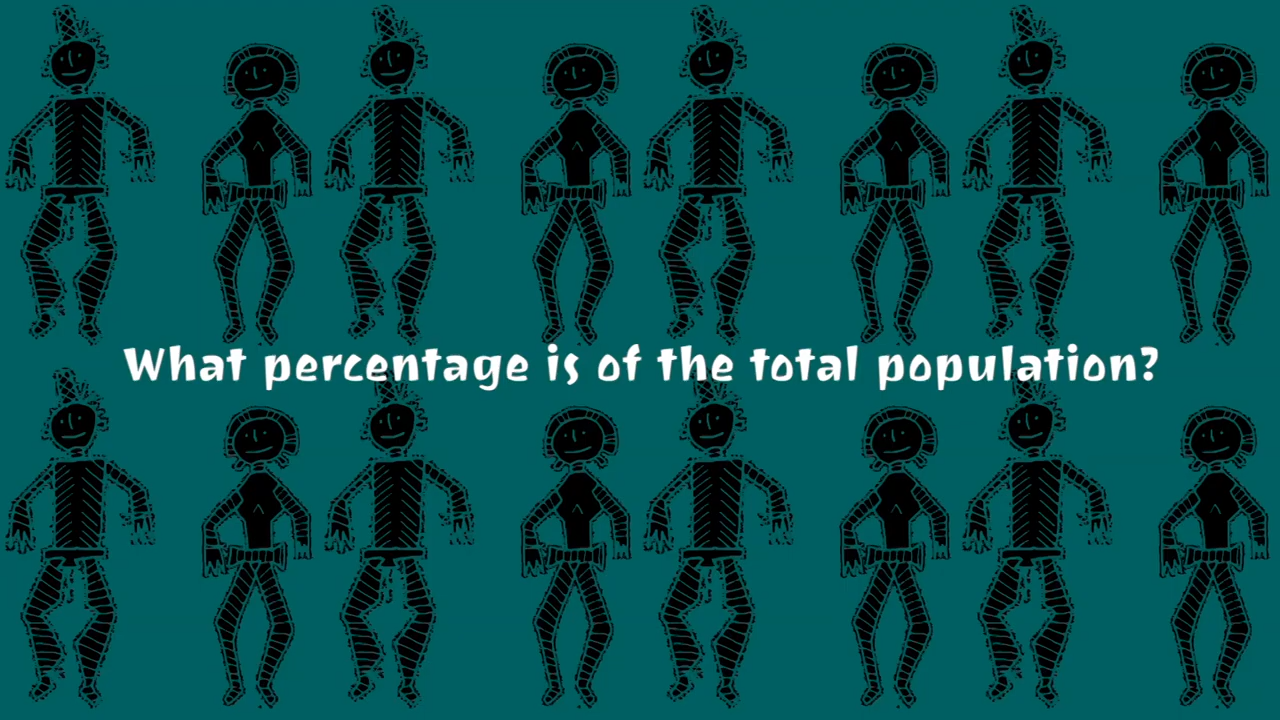 What percentage is of the total population?